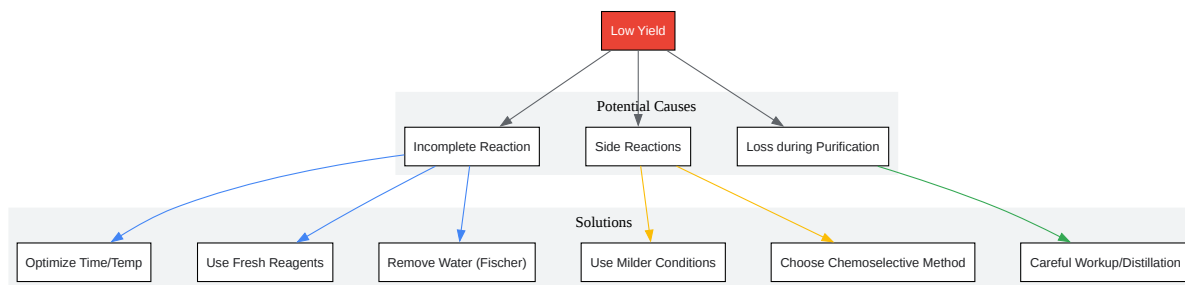 Low Yield
Potential Causes
Incomplete Reaction
Side Reactions
Loss during Purification
Solutions
Optimize Time/Temp
Use Fresh Reagents
Remove Water (Fischer)
Use Milder Conditions
Choose Chemoselective Method
Careful Workup/Distillation